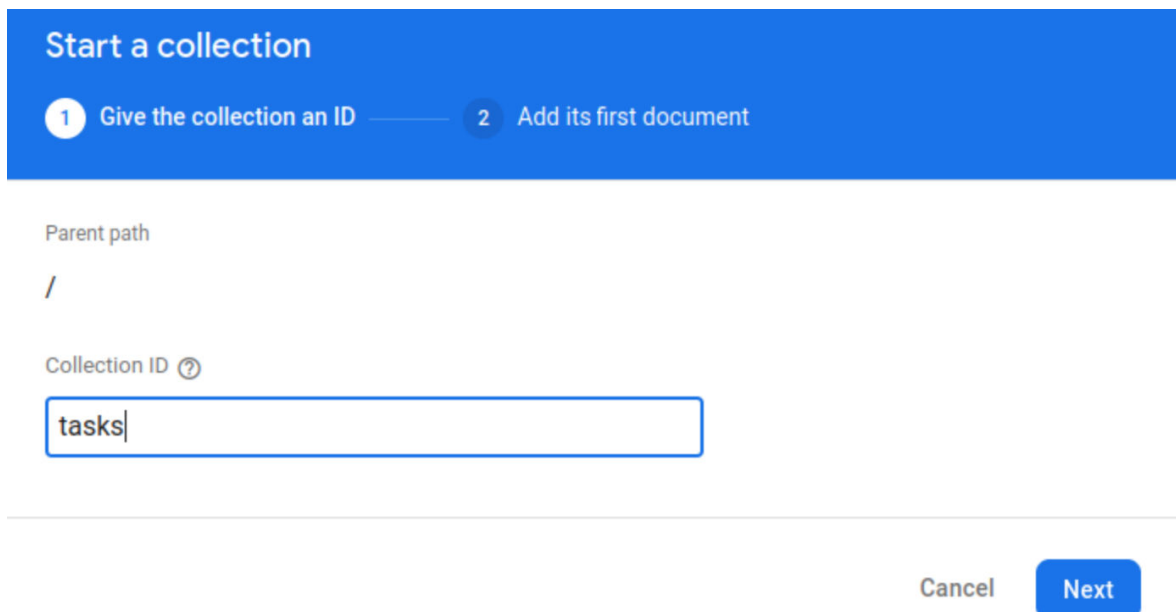 Start a collection
1 Give the collection an ID 2 Add its first document
Parent path
/
Collection ID ?
tasks
Cancel Next